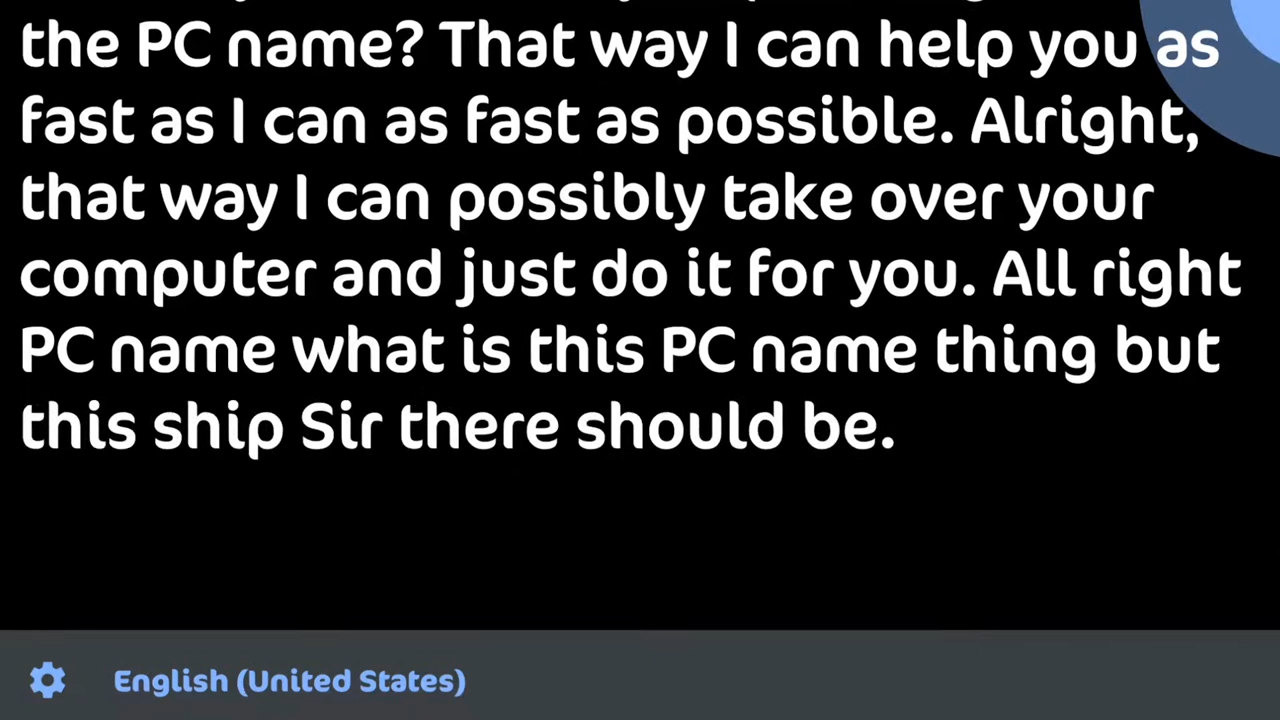 the PC name? That way I can help you as
fast as I can as fast as possible. Alright,
that way I can possibly take over your
computer and just do it for you. All right
PC name what is this PC name thing but
this ship Sir there should be.
English (United States)